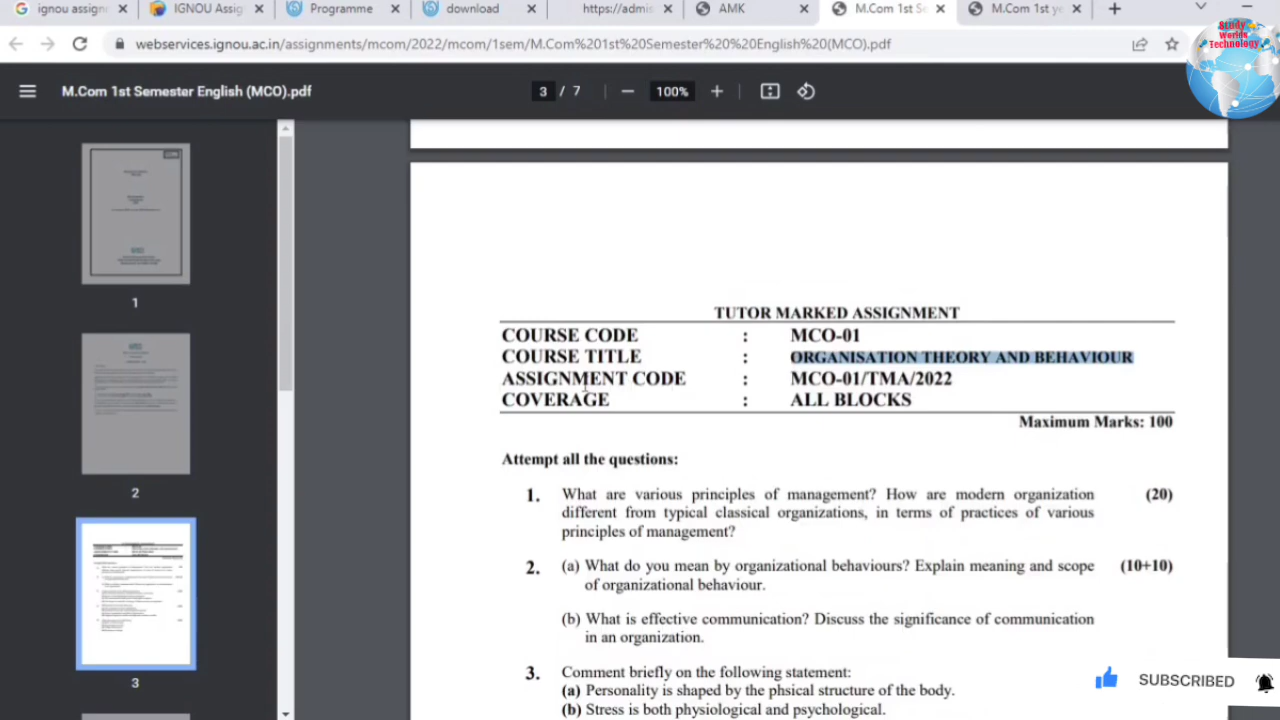 ignou assignr
IGNOU Assig
Programme
download
https://admis
AMK
M.Com 1st Se
M.Com 1st ye
webservices.ignou.ac.in/assignments/mcom/2022/mcom/1sem/M.Com%201st%20Semester%20%20English%20(MCO).pdf
Study
Worlds
Technology
M.Com 1st Semester English (MCO).pdf
3 / 7
100%
1
2
3
TUTOR MARKED ASSIGNMENT
COURSE CODE : MCO-01
COURSE TITLE : ORGANISATION THEORY AND BEHAVIOUR
ASSIGNMENT CODE : MCO-01/TMA/2022
COVERAGE : ALL BLOCKS
Maximum Marks: 100
Attempt all the questions:
1. What are various principles of management? How are modern organization (20)
different from typical classical organizations, in terms of practices of various
principles of management?
2. (a) What do you mean by organizational behaviours? Explain meaning and scope (10+10)
of organizational behaviour.
(b) What is effective communication? Discuss the significance of communication
in an organization.
3. Comment briefly on the following statement:
(a) Personality is shaped by the phsical structure of the body.
(b) Stress is both physiological and psychological.
SUBSCRIBED